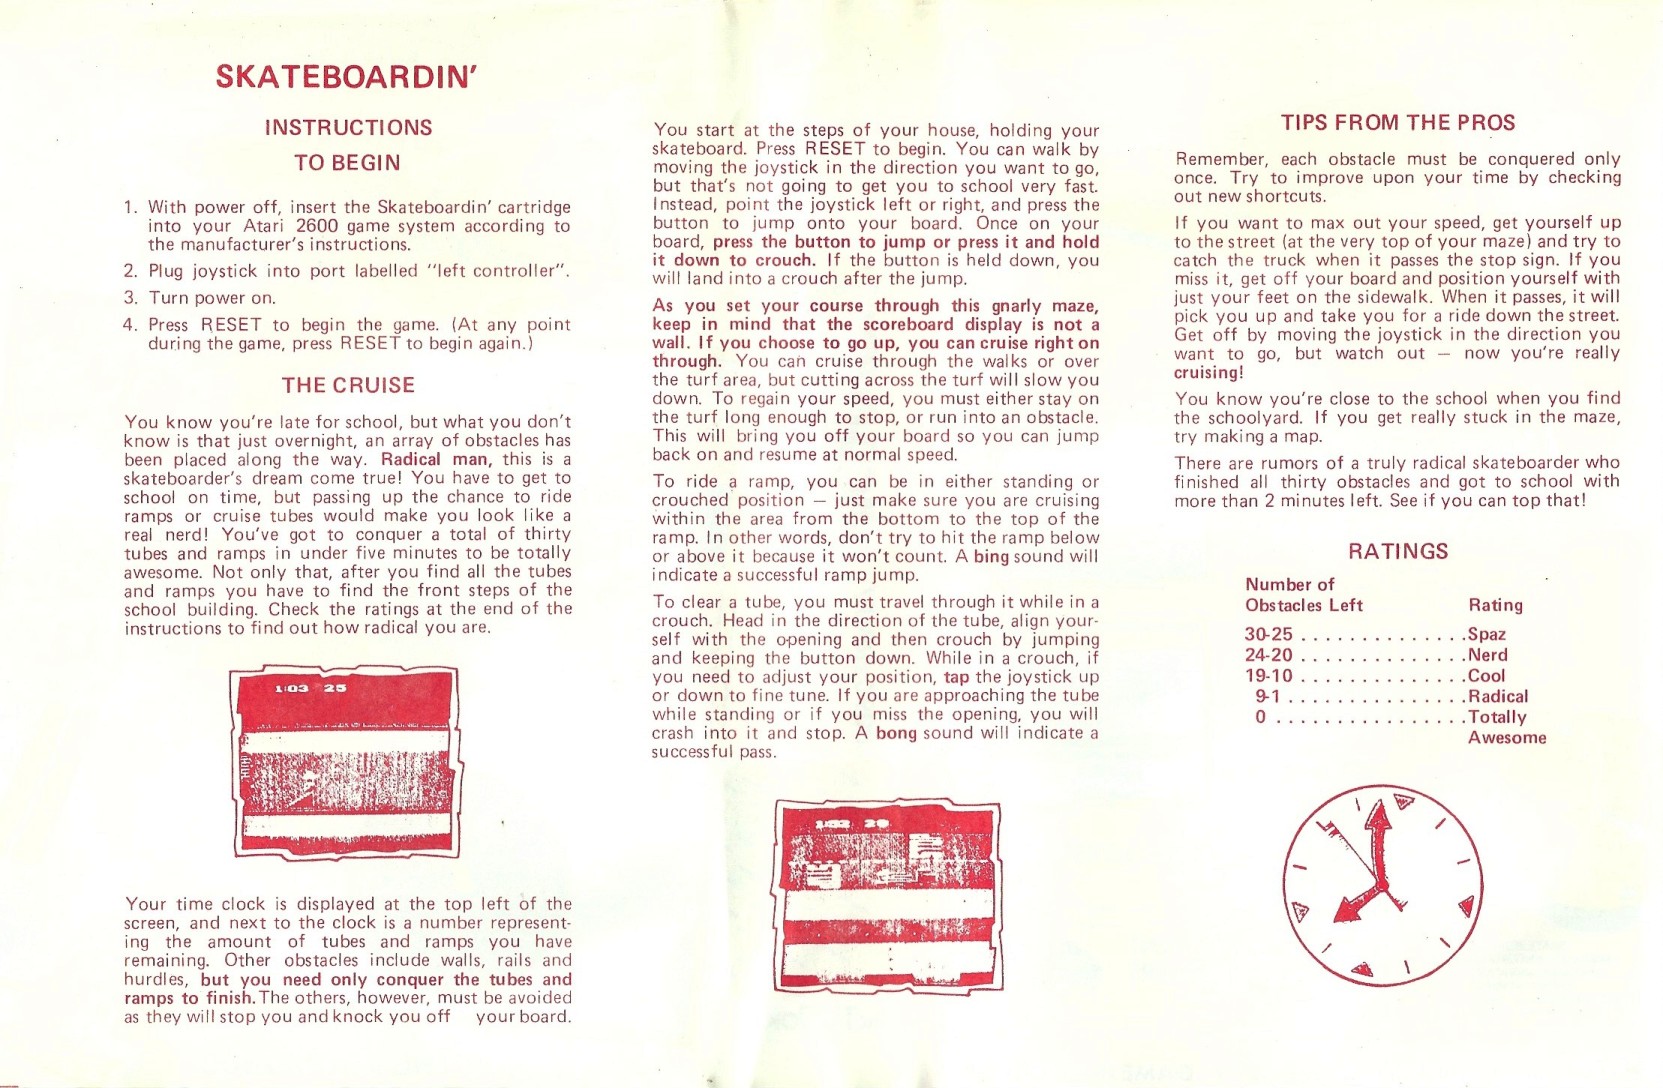 SKATEBOARDIN'
INSTRUCTIONS
TO BEGIN
1. With power off, insert the Skateboardin' cartridge
into your Atari 2600 game system according to
the manufacturer's instructions.
2. Plug joystick into port labelled "left controller".
3. Turn power on.
4. Press RESET to begin the game. (At any point
during the game, press RESET to begin again.)
THE CRUISE
You know you're late for school, but what you don't
know is that just overnight, an array of obstacles has
been placed along the way. Radical man, this is a
skateboarder's dream come true! You have to get to
school on time, but passing up the chance to ride
ramps or cruise tubes would make you look like a
real nerd! You've got to conquer a total of thirty
tubes and ramps in under five minutes to be totally
awesome. Not only that, after you find all the tubes
and ramps you have to find the front steps of the
school building. Check the ratings at the end of the
instructions to find out how radical you are.
1:03 25
Your time clock is displayed at the top left of the
screen, and next to the clock is a number represent-
ing the amount of tubes and ramps you have
remaining. Other obstacles include walls, rails and
hurdles, but you need only conquer the tubes and
ramps to finish. The others, however, must be avoided
as they will stop you and knock you off your board.
You start at the steps of your house, holding your
skateboard. Press RESET to begin. You can walk by
moving the joystick in the direction you want to go,
but that's not going to get you to school very fast.
Instead, point the joystick left or right, and press the
button to jump onto your board. Once on your
board, press the button to jump or press it and hold
it down to crouch. If the button is held down, you
will land into a crouch after the jump.
As you set your course through this gnarly maze,
keep in mind that the scoreboard display is not a
wall. If you choose to go up, you can cruise right on
through. You can cruise through the walks or over
the turf area, but cutting across the turf will slow you
down. To regain your speed, you must either stay on
the turf long enough to stop, or run into an obstacle.
This will bring you off your board so you can jump
back on and resume at normal speed.
To ride a ramp, you can be in either standing or
crouched position — just make sure you are cruising
within the area from the bottom to the top of the
ramp. In other words, don't try to hit the ramp below
or above it because it won't count. A bing sound will
indicate a successful ramp jump.
To clear a tube, you must travel through it while in a
crouch. Head in the direction of the tube, align your-
self with the opening and then crouch by jumping
and keeping the button down. While in a crouch, if
you need to adjust your position, tap the joystick up
or down to fine tune. If you are approaching the tube
while standing or if you miss the opening, you will
crash into it and stop. A bong sound will indicate a
successful pass.
TIPS FROM THE PROS
Remember, each obstacle must be conquered only
once. Try to improve upon your time by checking
out new shortcuts.
If you want to max out your speed, get yourself up
to the street (at the very top of your maze) and try to
catch the truck when it passes the stop sign. If you
miss it, get off your board and position yourself with
just your feet on the sidewalk. When it passes, it will
pick you up and take you for a ride down the street.
Get off by moving the joystick in the direction you
want to go, but watch out — now you're really
cruising!
You know you're close to the school when you find
the schoolyard. If you get really stuck in the maze,
try making a map.
There are rumors of a truly radical skateboarder who
finished all thirty obstacles and got to school with
more than 2 minutes left. See if you can top that!
RATINGS
Number of
Obstacles Left Rating
30-25 . . . . . . . . . . . . . .Spaz
24-20 . . . . . . . . . . . . . .Nerd
19-10 . . . . . . . . . . . . . .Cool
9-1 . . . . . . . . . . . . . . .Radical
0 . . . . . . . . . . . . . . . .Totally
Awesome